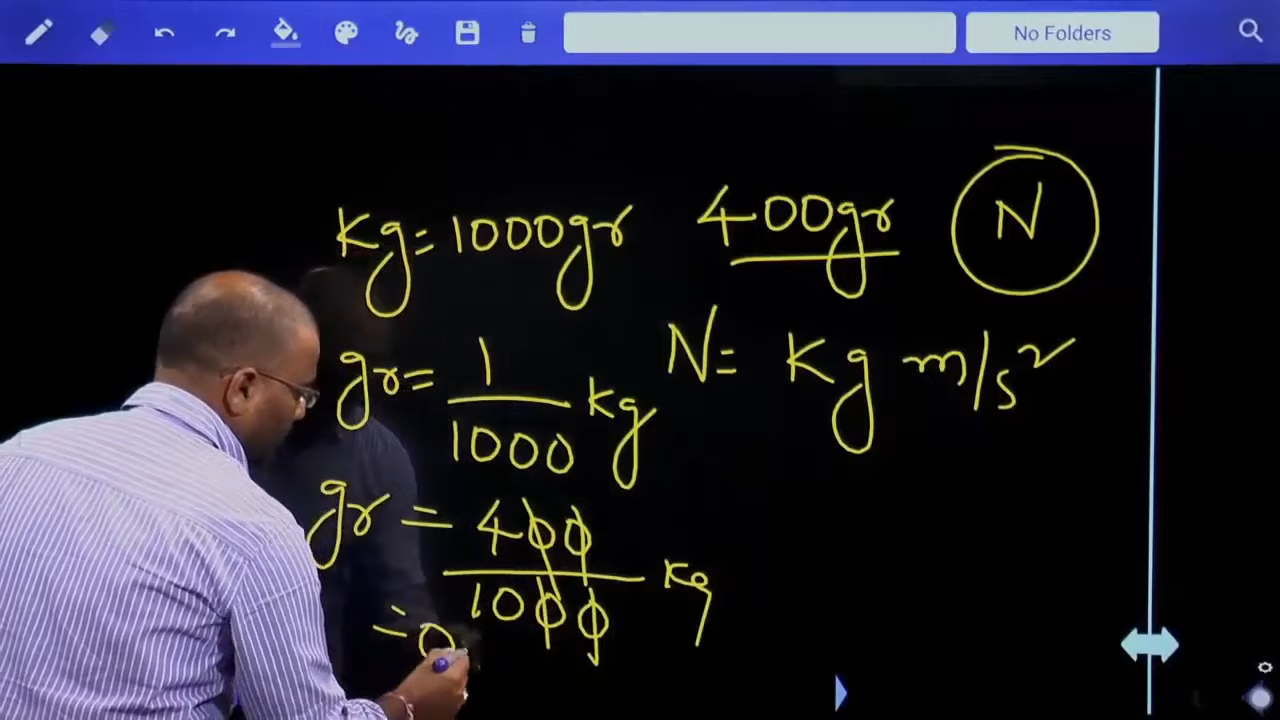 No Folders
Kg = 1000gr 400gr N
gr = 1/1000 kg N = Kg m/s²
gr = 400/1000 kg
= 0